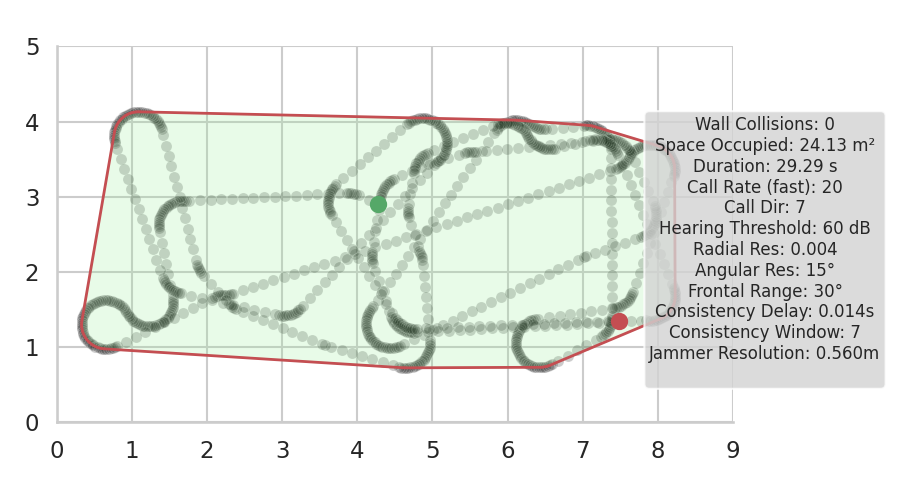 5
4
3
2
1
0
0 1 2 3 4 5 6 7 8 9
Wall Collisions: 0
Space Occupied: 24.13 m²
Duration: 29.29 s
Call Rate (fast): 20
Call Dir: 7
Hearing Threshold: 60 dB
Radial Res: 0.004
Angular Res: 15°
Frontal Range: 30°
Consistency Delay: 0.014s
Consistency Window: 7
Jammer Resolution: 0.560m